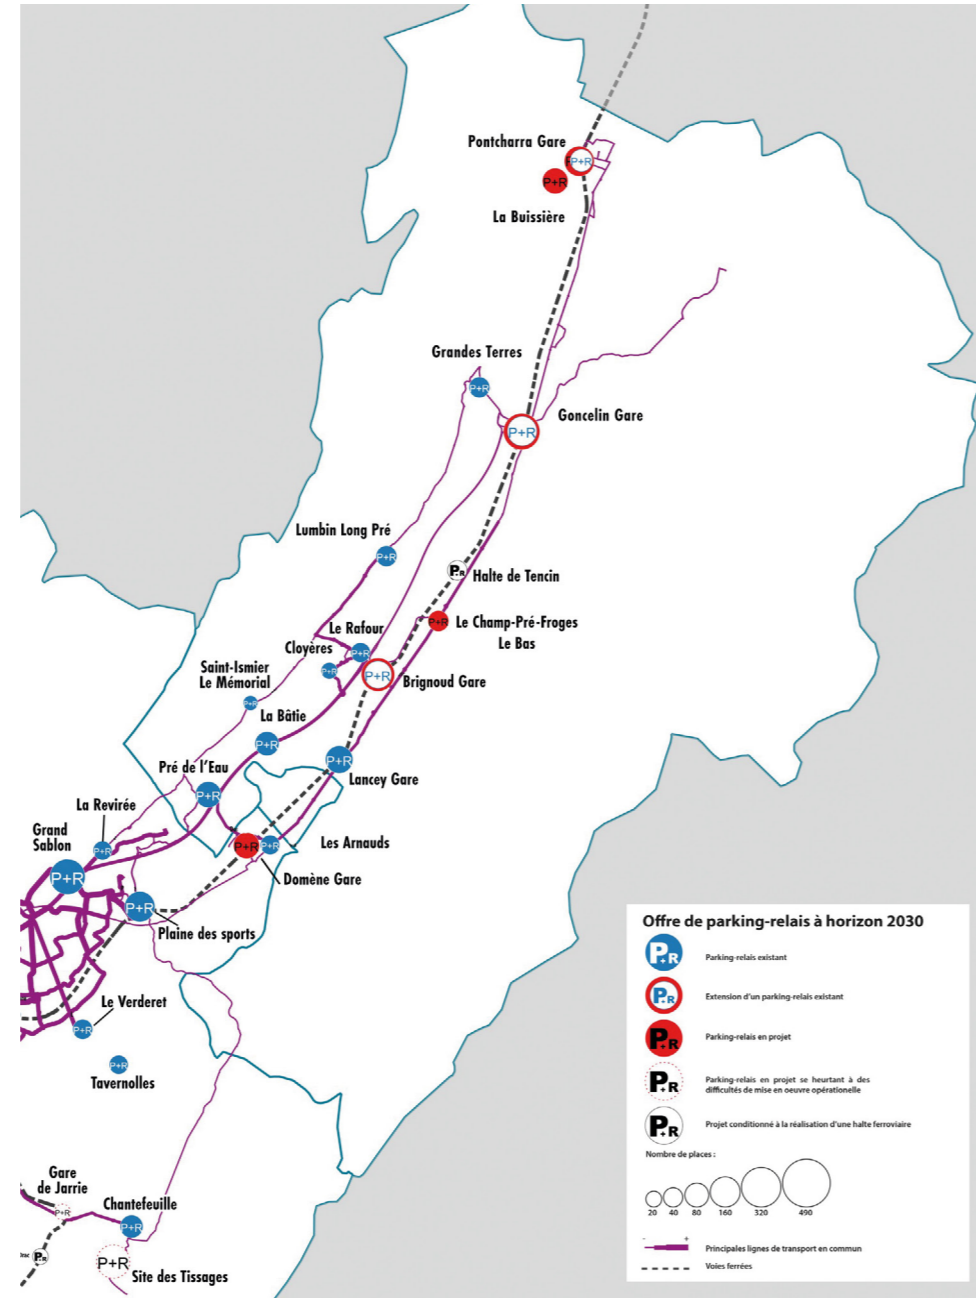 Pontcharra Gare
P+R
P+R
La Buissière
Grandes Terres
P+R
Goncelin Gare
P+R
Lumbin Long Pré
P+R
P+R
Halte de Tencin
Le Champ-Pré-Froges
Le Bas
P+R
Le Rafour
P+R
Cloyères
P+R
Saint-Ismier
Le Mémorial
P+R
Brignoud Gare
P+R
La Bâtie
P+R
Pré de l'Eau
P+R
Lancey Gare
P+R
La Revirée
P+R
Grand
Sablon
P+R
Les Arnauds
P+R
P+R
Domène Gare
P+R
Plaine des sports
Le Verderet
P+R
P+R
Tavernolles
Gare
de Jarrie
P+R
Chantefeuille
P+R
P+R
P+R
Site des Tissages
Offre de parking-relais à horizon 2030
P+R
Parking-relais existant
P+R
Extension d'un parking-relais existant
P+R
Parking-relais en projet
P+R
Parking-relais en projet se heurtant à des
difficultés de mise en oeuvre opérationelle
P+R
Projet conditionné à la réalisation d'une halte ferroviaire
Nombre de places :
20 40 80 160 320 490
- +
Principales lignes de transport en commun
Voies ferrées